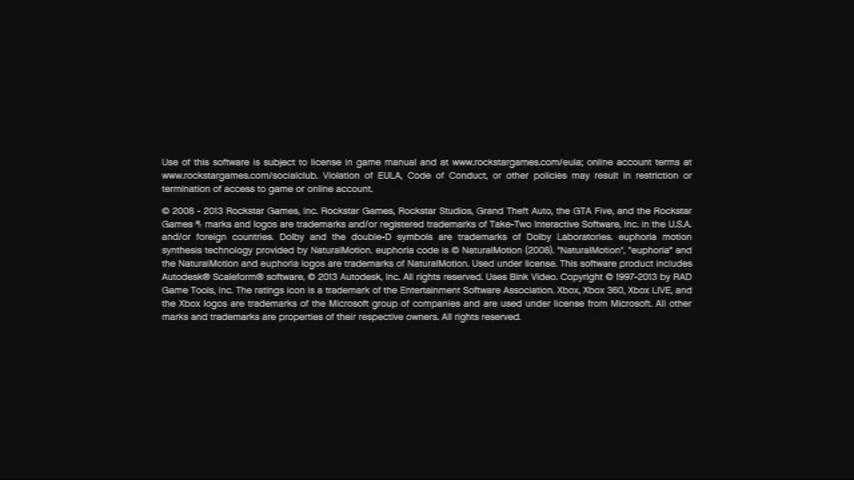 Use of this software is subject to license in game manual and at www.rockstargames.com/eula; online account terms at
www.rockstargames.com/socialclub. Violation of EULA, Code of Conduct, or other policies may result in restriction or
termination of access to game or online account.
© 2008 - 2013 Rockstar Games, Inc. Rockstar Games, Rockstar Studios, Grand Theft Auto, the GTA Five, and the Rockstar
Games R* marks and logos are trademarks and/or registered trademarks of Take-Two Interactive Software, Inc. in the U.S.A.
and/or foreign countries. Dolby and the double-D symbols are trademarks of Dolby Laboratories. euphoria motion
synthesis technology provided by NaturalMotion. euphoria code is © NaturalMotion (2008). "NaturalMotion", "euphoria" and
the NaturalMotion and euphoria logos are trademarks of NaturalMotion. Used under license. This software product includes
Autodesk® Scaleform® software, © 2013 Autodesk, Inc. All rights reserved. Uses Bink Video. Copyright © 1997-2013 by RAD
Game Tools, Inc. The ratings icon is a trademark of the Entertainment Software Association. Xbox, Xbox 360, Xbox LIVE, and
the Xbox logos are trademarks of the Microsoft group of companies and are used under license from Microsoft. All other
marks and trademarks are properties of their respective owners. All rights reserved.